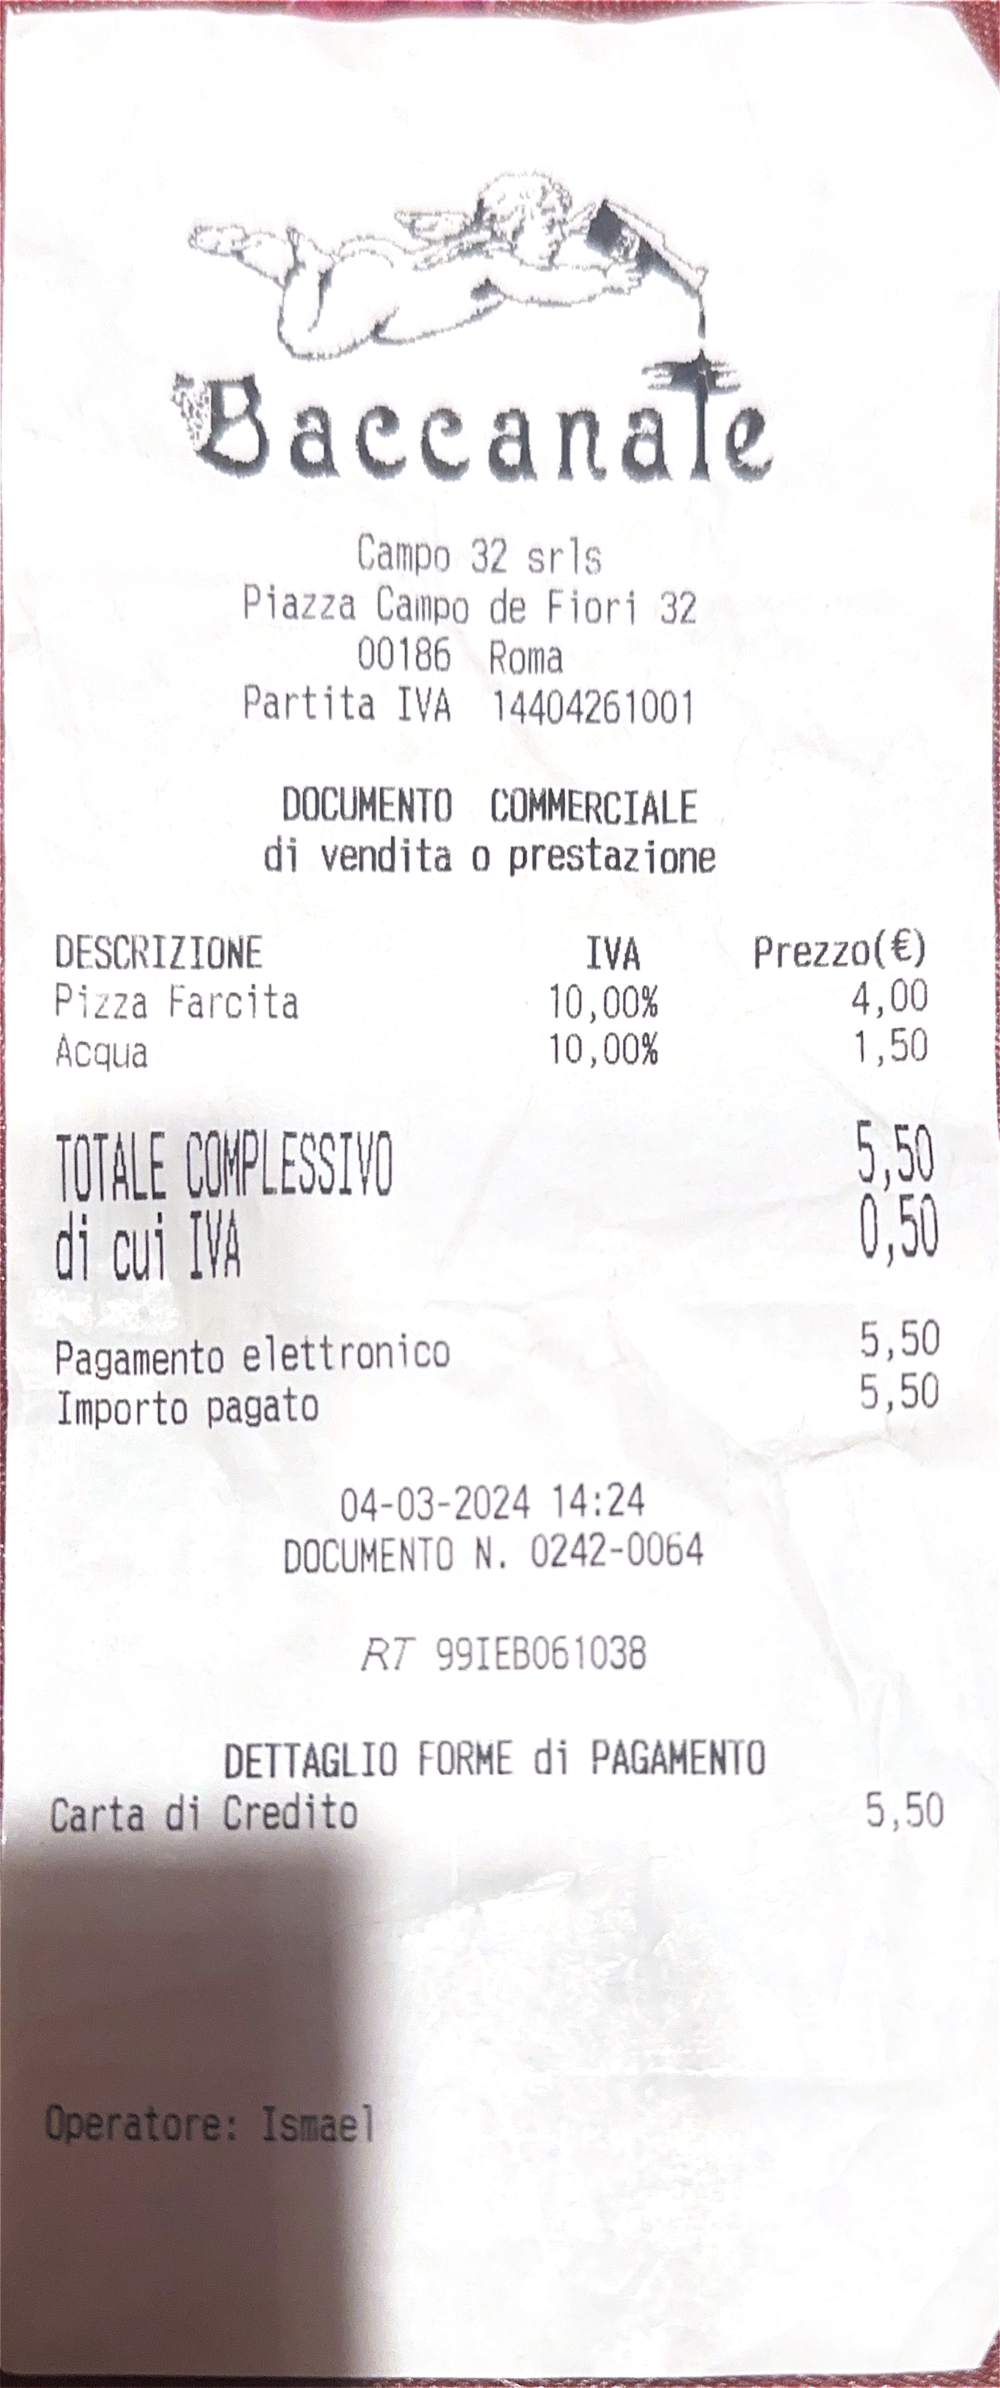 Baccanale
Campo 32 srls
Piazza Campo de Fiori 32
00186 Roma
Partita IVA 14404261001
DOCUMENTO COMMERCIALE
di vendita o prestazione
DESCRIZIONE IVA Prezzo(€)
Pizza Farcita 10,00% 4,00
Acqua 10,00% 1,50
TOTALE COMPLESSIVO 5,50
di cui IVA 0,50
Pagamento elettronico 5,50
Importo pagato 5,50
04-03-2024 14:24
DOCUMENTO N. 0242-0064
RT 99IEB061038
DETTAGLIO FORME di PAGAMENTO
Carta di Credito 5,50
Operatore: Ismael